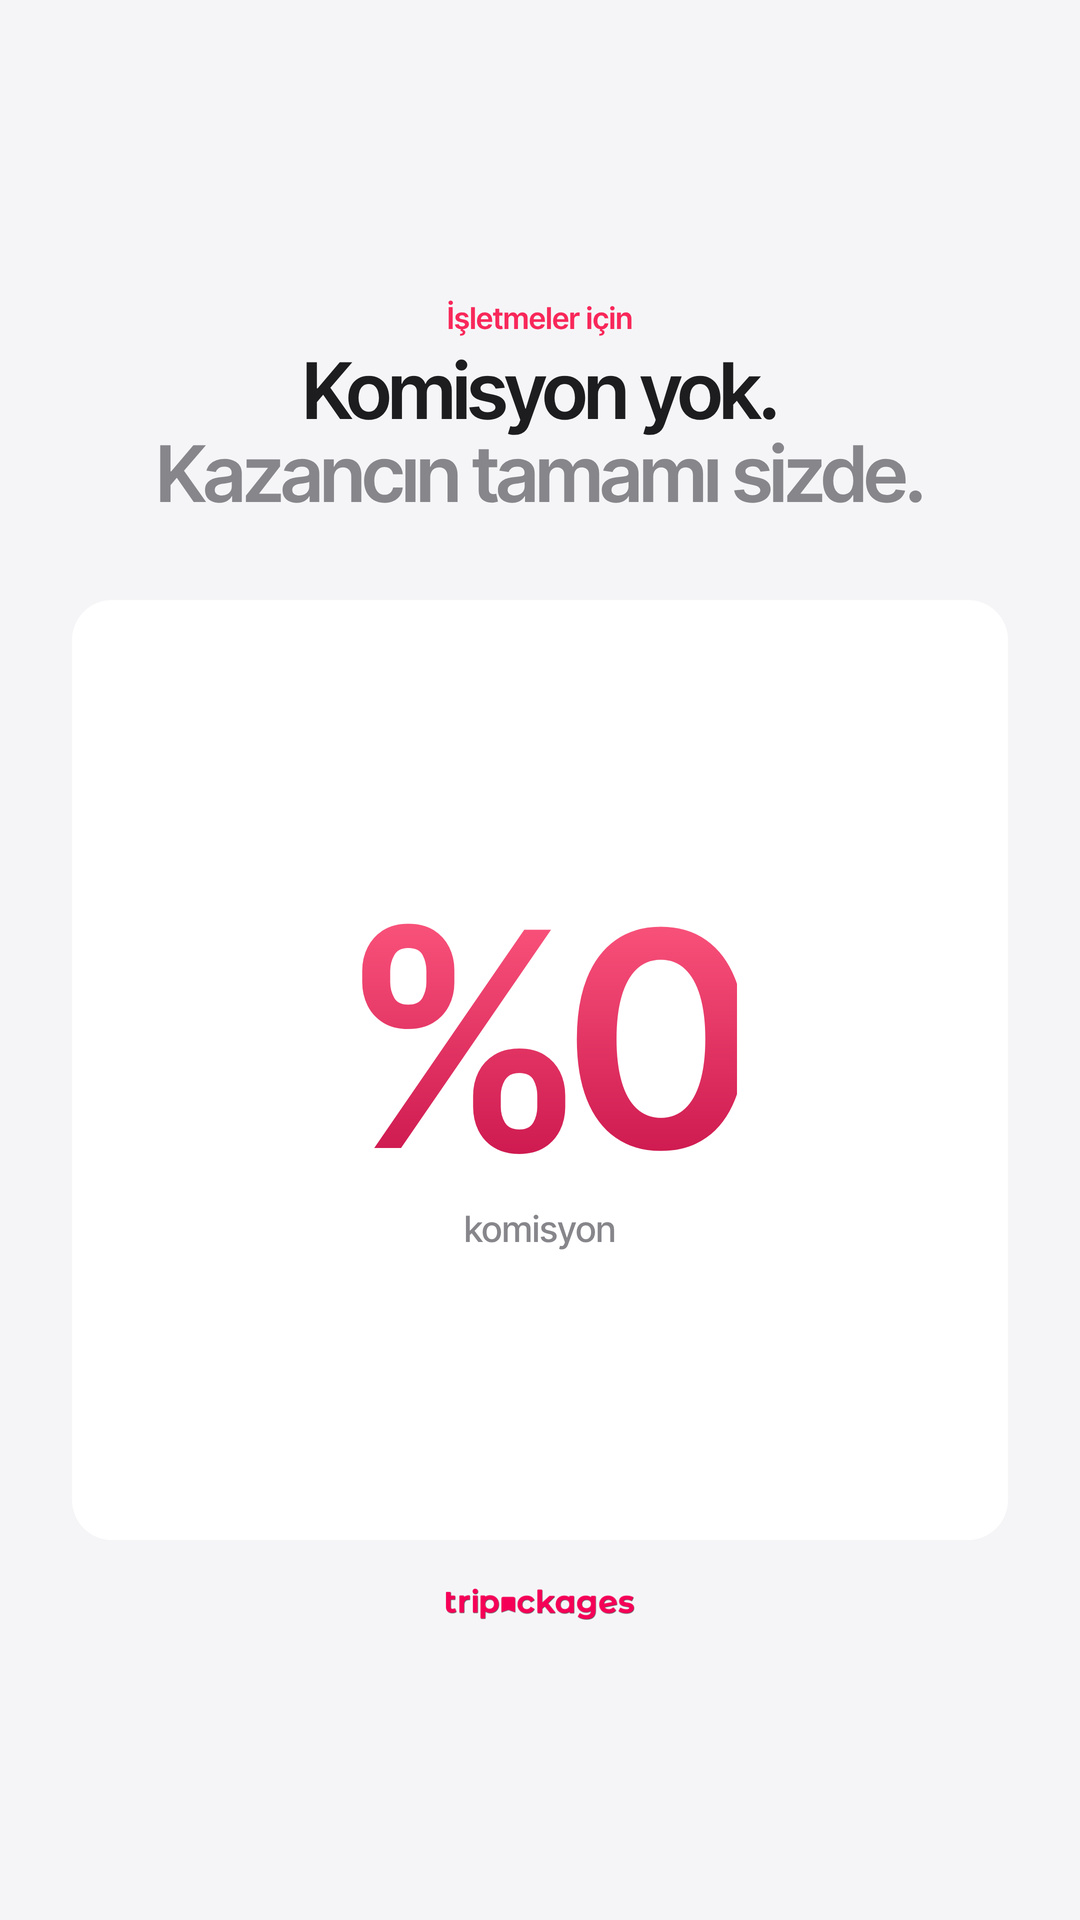 İşletmeler için
Komisyon yok.
Kazancın tamamı sizde.
%0
komisyon
tripackages